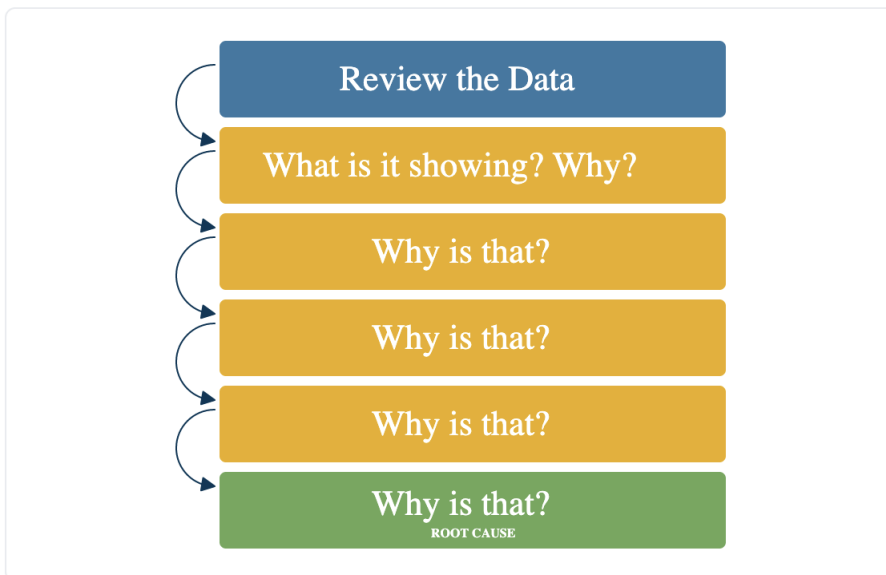 Review the Data
What is it showing? Why?
Why is that?
Why is that?
Why is that?
Why is that?
ROOT CAUSE